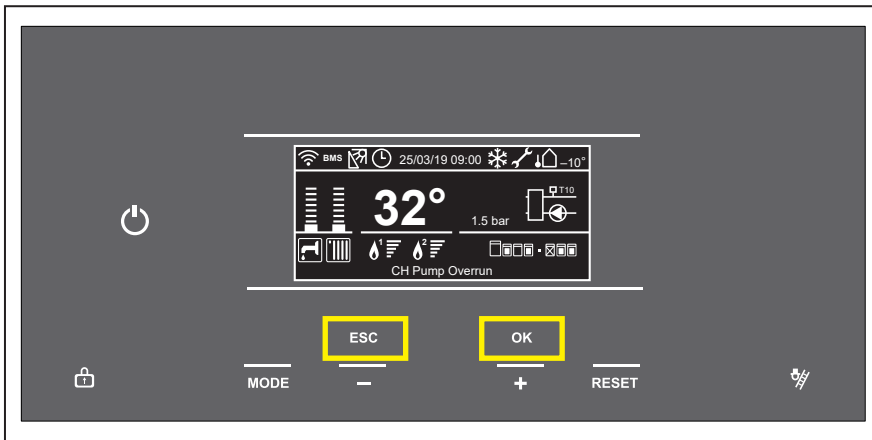 BMS 25/03/19 09:00 –10°
T10
32°
1.5 bar
1 2
CH Pump Overrun
ESC OK
MODE – + RESET